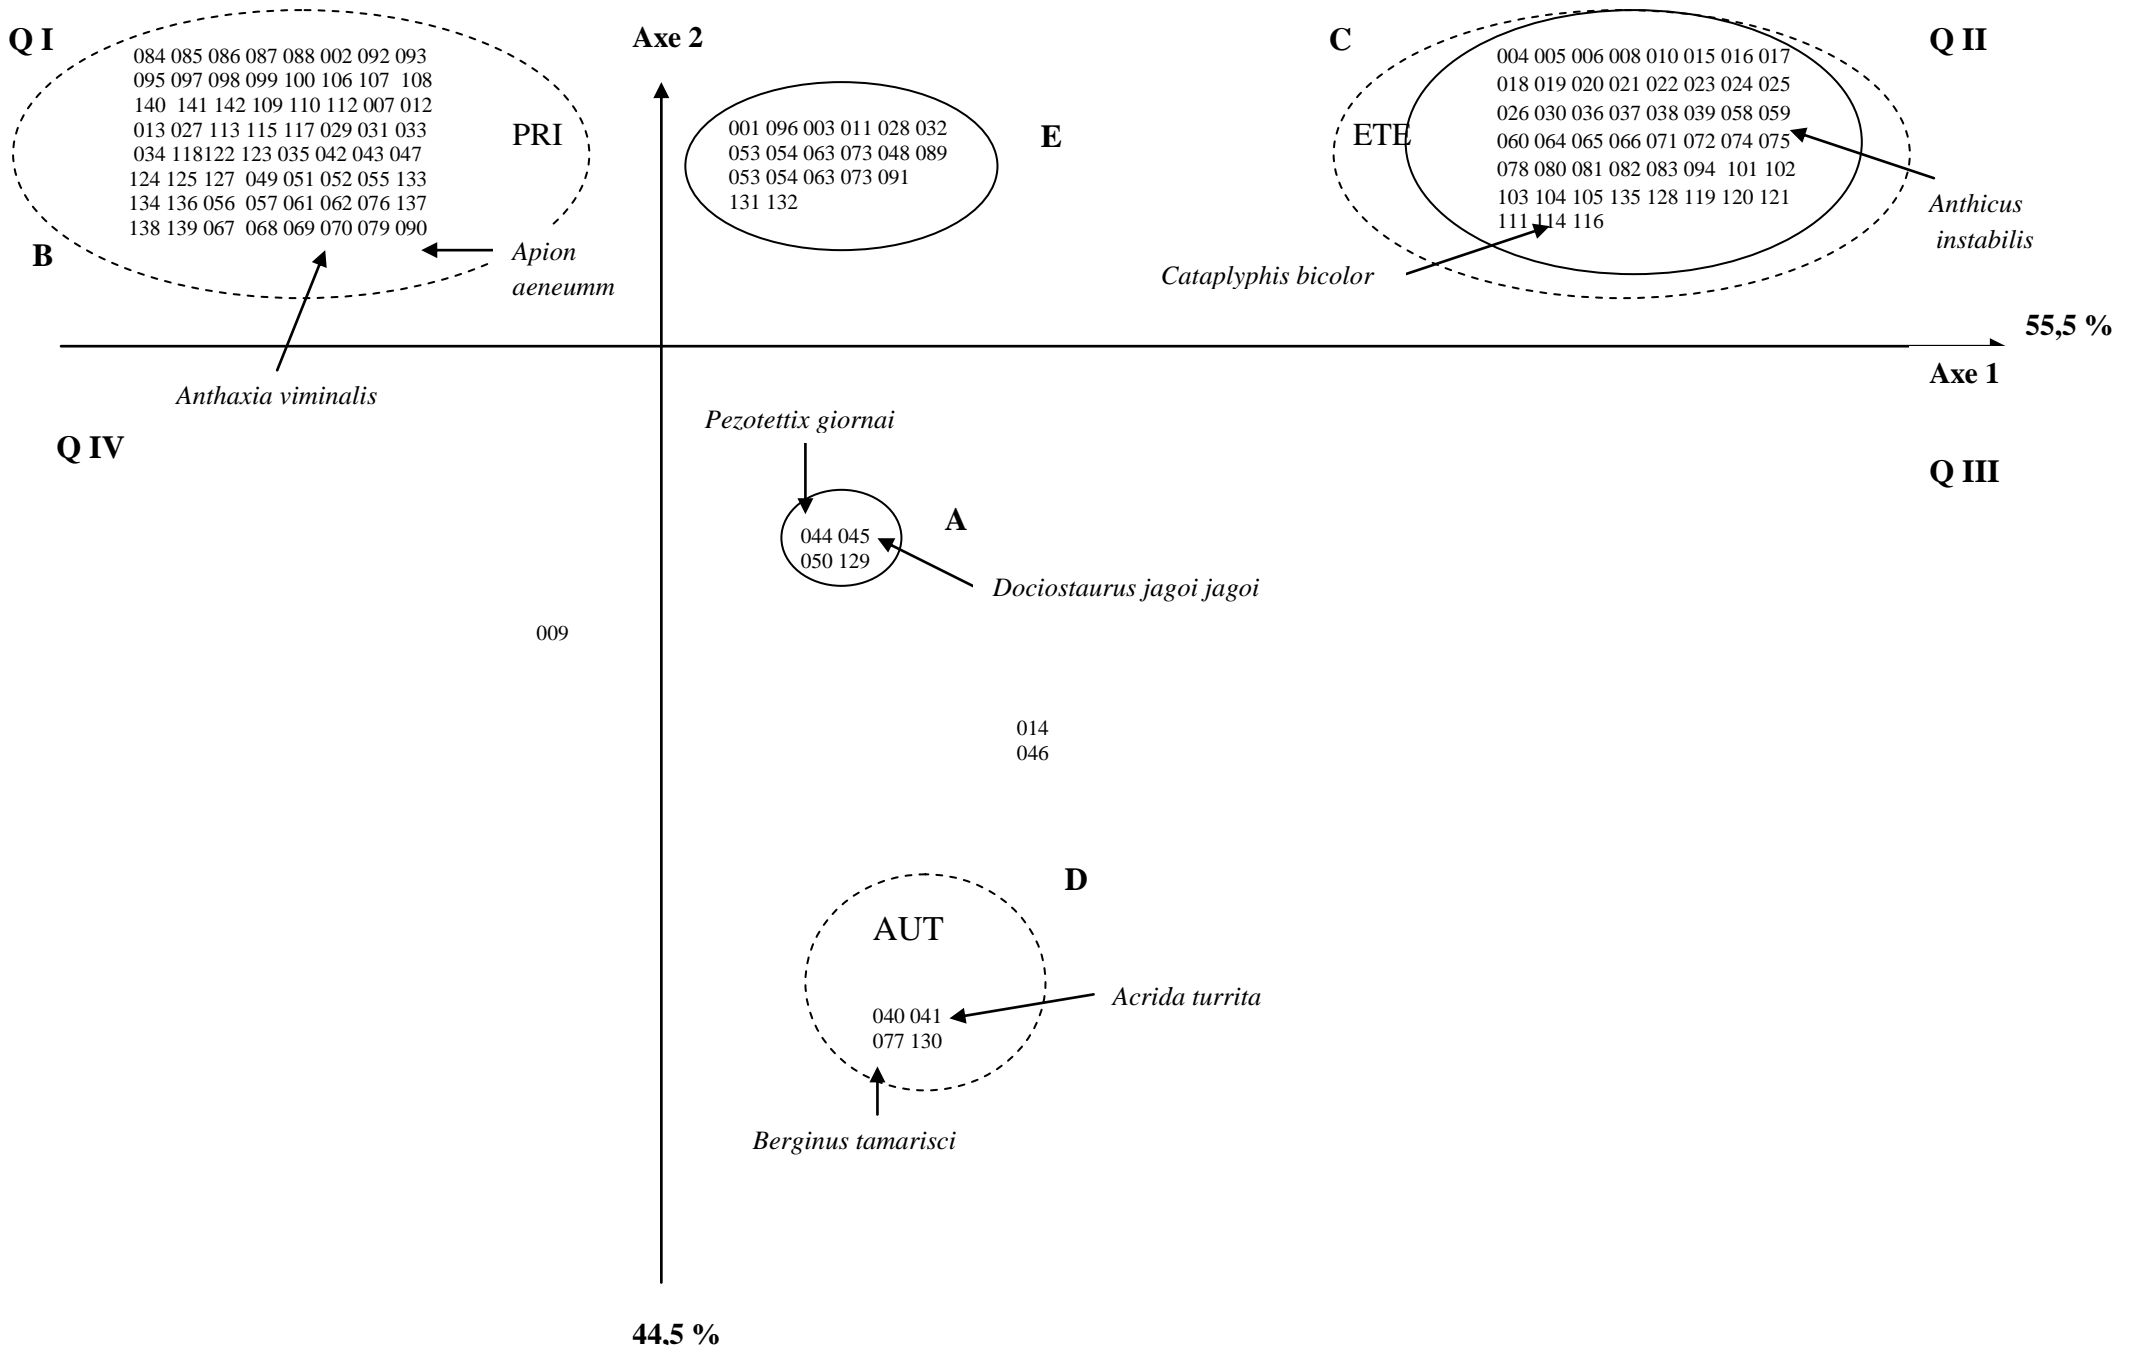 Q I
Axe 2
C
Q II
084 085 086 087 088 002 092 093
095 097 098 099 100 106 107 108
140 141 142 109 110 112 007 012
013 027 113 115 117 029 031 033
034 118122 123 035 042 043 047
124 125 127 049 051 052 055 133
134 136 056 057 061 062 076 137
138 139 067 068 069 070 079 090
PRI
B
Apion
aeneumm
Anthaxia viminalis
001 096 003 011 028 032
053 054 063 073 048 089
053 054 063 073 091
131 132
E
ETE
004 005 006 008 010 015 016 017
018 019 020 021 022 023 024 025
026 030 036 037 038 039 058 059
060 064 065 066 071 072 074 075
078 080 081 082 083 094 101 102
103 104 105 135 128 119 120 121
111 114 116
Anthicus
instabilis
Cataplyphis bicolor
55,5 %
Axe 1
Q IV
Q III
Pezotettix giornai
A
044 045
050 129
Dociostaurus jagoi jagoi
009
014
046
D
AUT
040 041
077 130
Acrida turrita
Berginus tamarisci
44,5 %